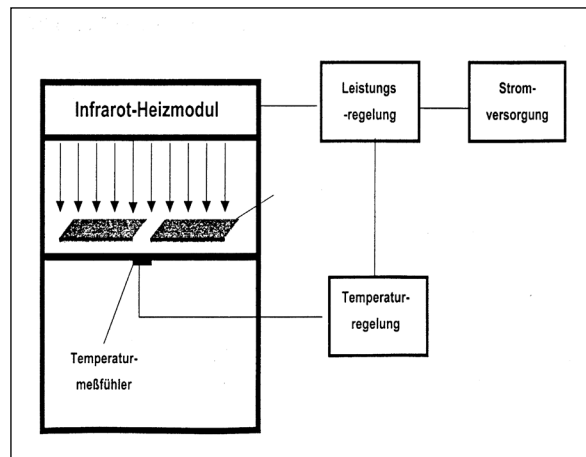 Infrarot-Heizmodul
Leistungs
-regelung
Strom-
versorgung
Temperatur-
regelung
Temperatur-
meßfühler